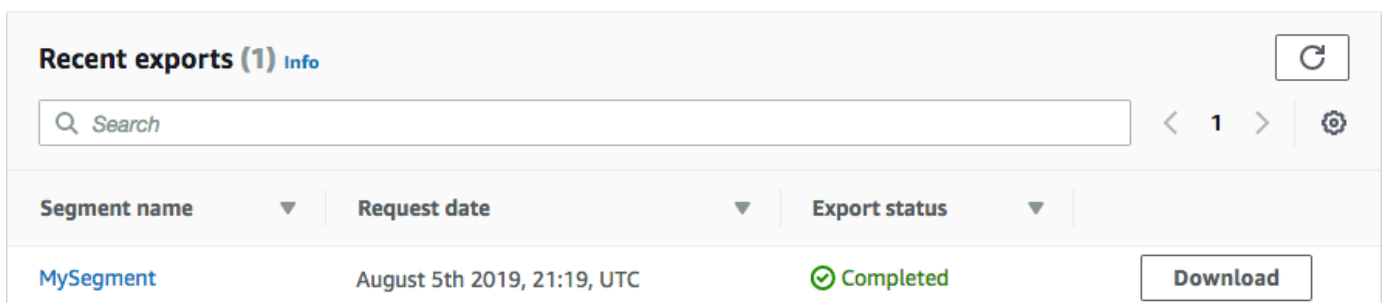 Recent exports (1) Info
Search
1
Segment name Request date Export status
MySegment August 5th 2019, 21:19, UTC Completed Download